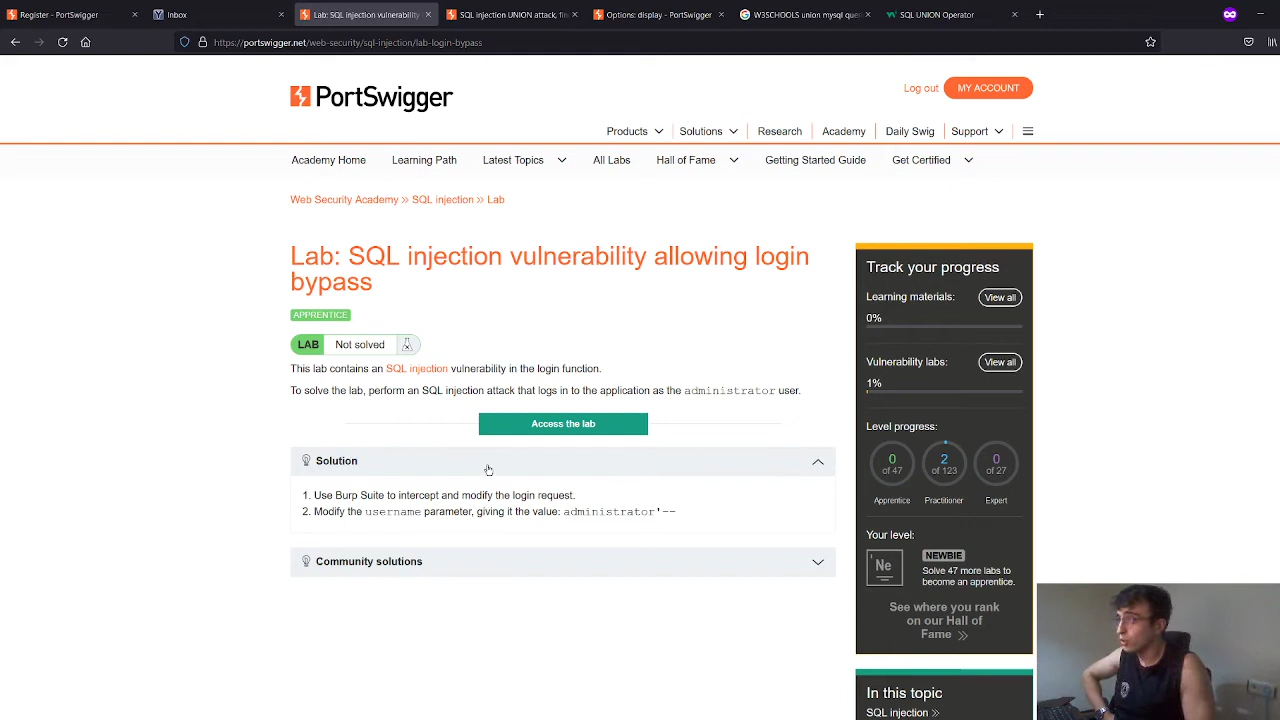 Register - PortSwigger
Inbox
Lab: SQL injection vulnerability
SQL injection UNION attack, fin
Options: display - PortSwigger
W3SCHOOLS union mysql ques
SQL UNION Operator
https://portswigger.net/web-security/sql-injection/lab-login-bypass
PortSwigger
Log out
MY ACCOUNT
Products
Solutions
Research
Academy
Daily Swig
Support
Academy Home
Learning Path
Latest Topics
All Labs
Hall of Fame
Getting Started Guide
Get Certified
Web Security Academy » SQL injection » Lab
Lab: SQL injection vulnerability allowing login
bypass
APPRENTICE
LAB Not solved
This lab contains an SQL injection vulnerability in the login function.
To solve the lab, perform an SQL injection attack that logs in to the application as the administrator user.
Access the lab
Solution
1. Use Burp Suite to intercept and modify the login request.
2. Modify the username parameter, giving it the value: administrator'--
Community solutions
Track your progress
Learning materials:
View all
0%
Vulnerability labs:
View all
1%
Level progress:
0
of 47
2
of 123
0
of 27
Apprentice
Practitioner
Expert
Your level:
Ne
NEWBIE
Solve 47 more labs to
become an apprentice.
See where you rank
on our Hall of
Fame »
In this topic
SQL injection »